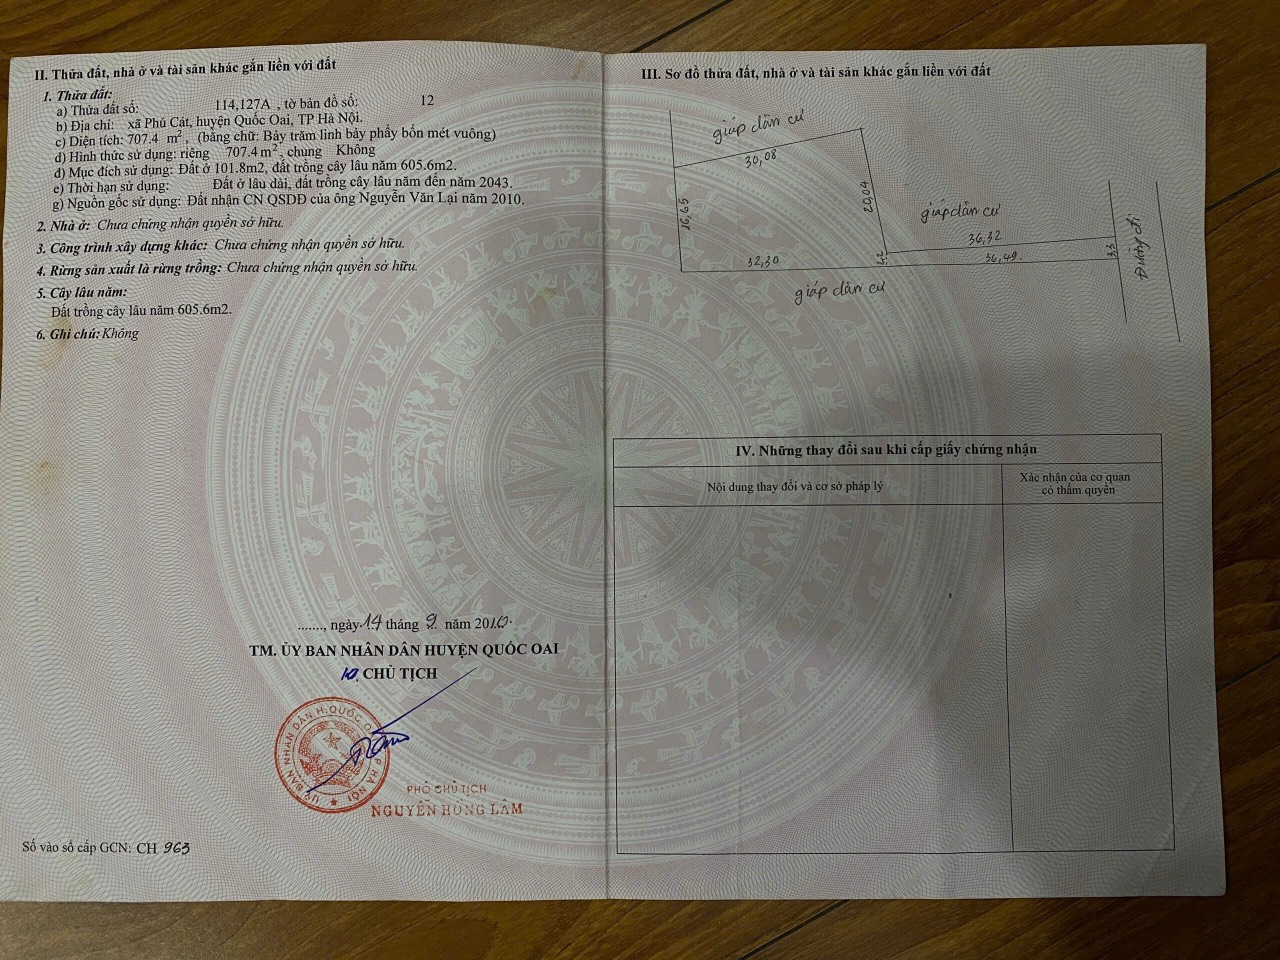 II. Thửa đất, nhà ở và tài sản khác gắn liền với đất
1. Thửa đất:
a) Thửa đất số: 114,127A , tờ bản đồ số: 12
b) Địa chỉ: xã Phú Cát, huyện Quốc Oai, TP Hà Nội.
c) Diện tích: 707.4 m², (bằng chữ: Bảy trăm linh bảy phẩy bốn mét vuông)
d) Hình thức sử dụng: riêng 707.4 m², chung Không
đ) Mục đích sử dụng: Đất ở 101.8m2, đất trồng cây lâu năm 605.6m2.
e) Thời hạn sử dụng: Đất ở lâu dài, đất trồng cây lâu năm đến năm 2043.
g) Nguồn gốc sử dụng: Đất nhận CN QSDĐ của ông Nguyễn Văn Lại năm 2010.
2. Nhà ở: Chưa chứng nhận quyền sở hữu.
3. Công trình xây dựng khác: Chưa chứng nhận quyền sở hữu.
4. Rừng sản xuất là rừng trồng: Chưa chứng nhận quyền sở hữu.
5. Cây lâu năm:
Đất trồng cây lâu năm 605.6m2.
6. Ghi chú: Không
......., ngày 14 tháng 9 năm 2010.
TM. ỦY BAN NHÂN DÂN HUYỆN QUỐC OAI
CHỦ TỊCH
PHÓ CHỦ TỊCH
NGUYỄN HỒNG LÂM
Số vào sổ cấp GCN: CH 963
III. Sơ đồ thửa đất, nhà ở và tài sản khác gắn liền với đất
giáp dân cư
30,08
16,65
20,04
giáp dân cư
36,32
32,30
36,49.
3.3
Đường đi
giáp dân cư
IV. Những thay đổi sau khi cấp giấy chứng nhận
Nội dung thay đổi và cơ sở pháp lý
Xác nhận của cơ quan
có thẩm quyền